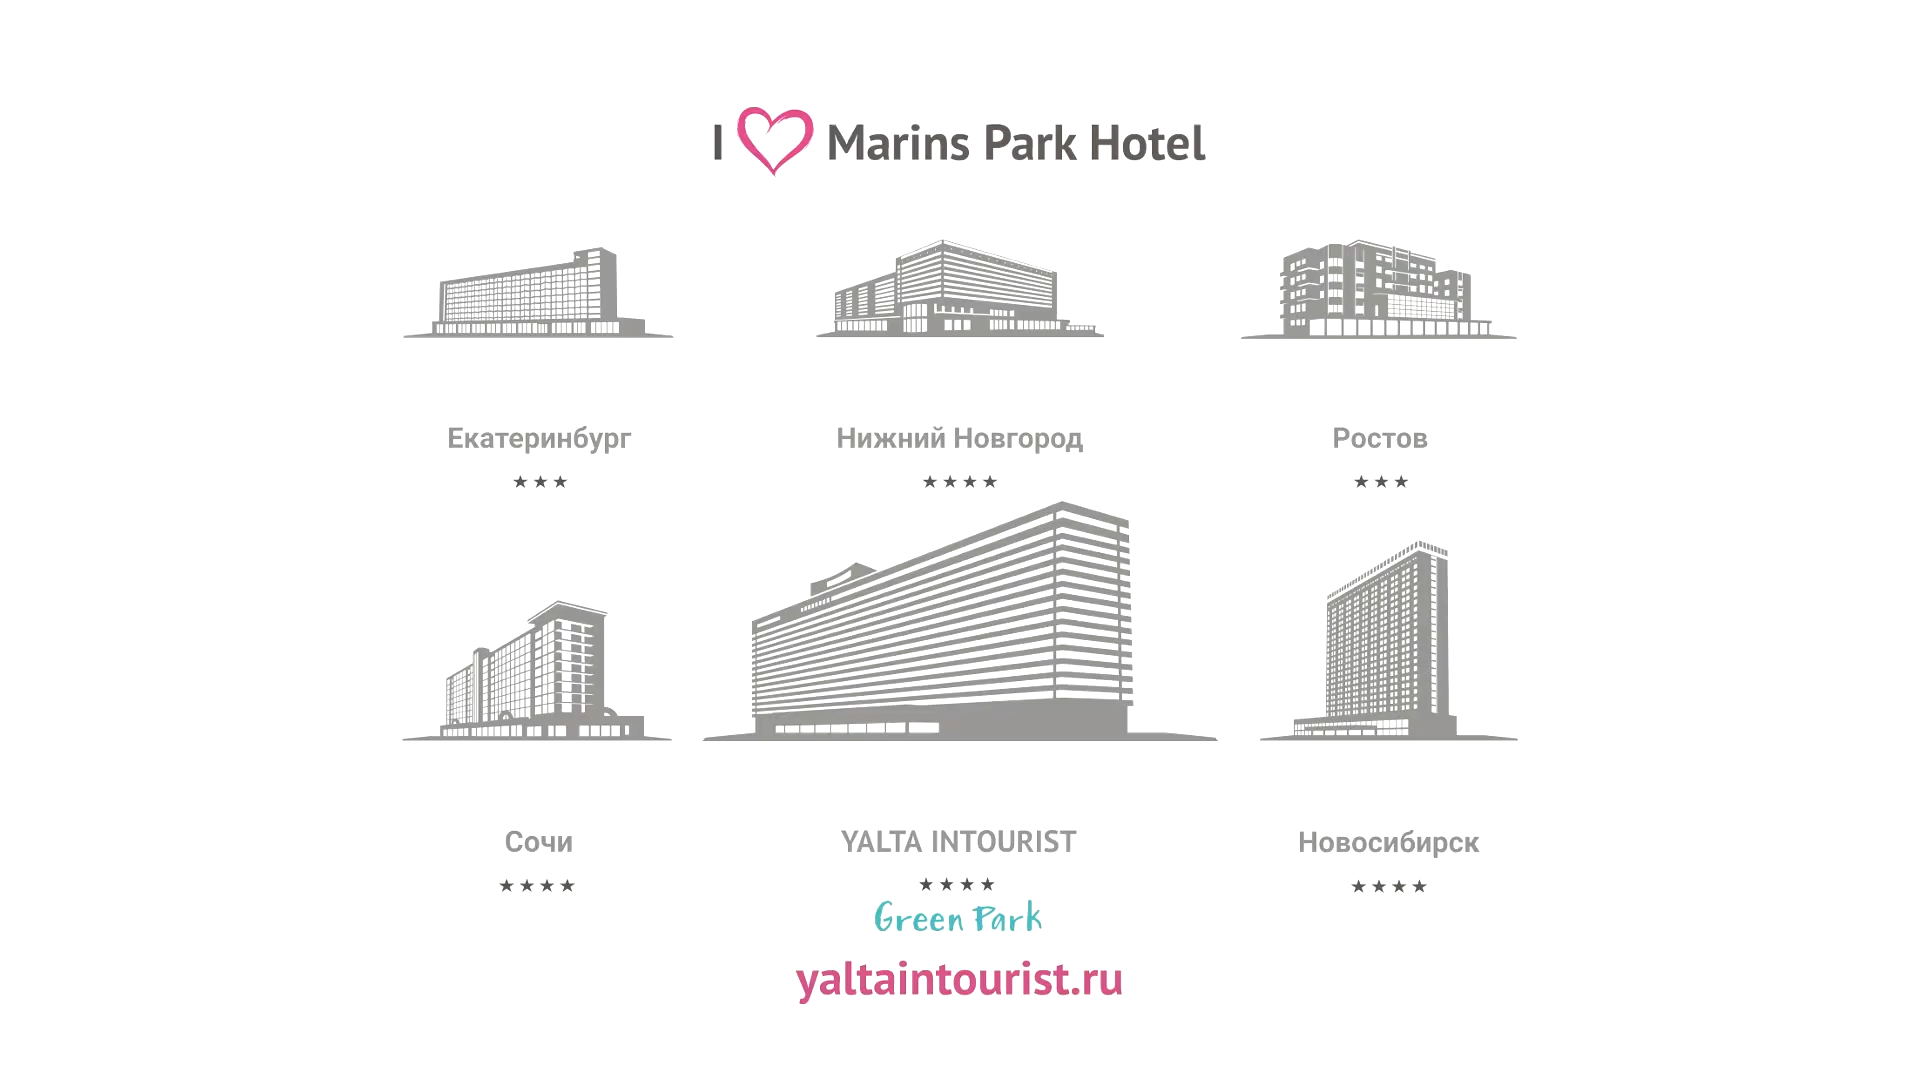 I Marins Park Hotel
Екатеринбург
Нижний Новгород
Ростов
Сочи
YALTA INTOURIST
Green Park
Новосибирск
yaltaintourist.ru